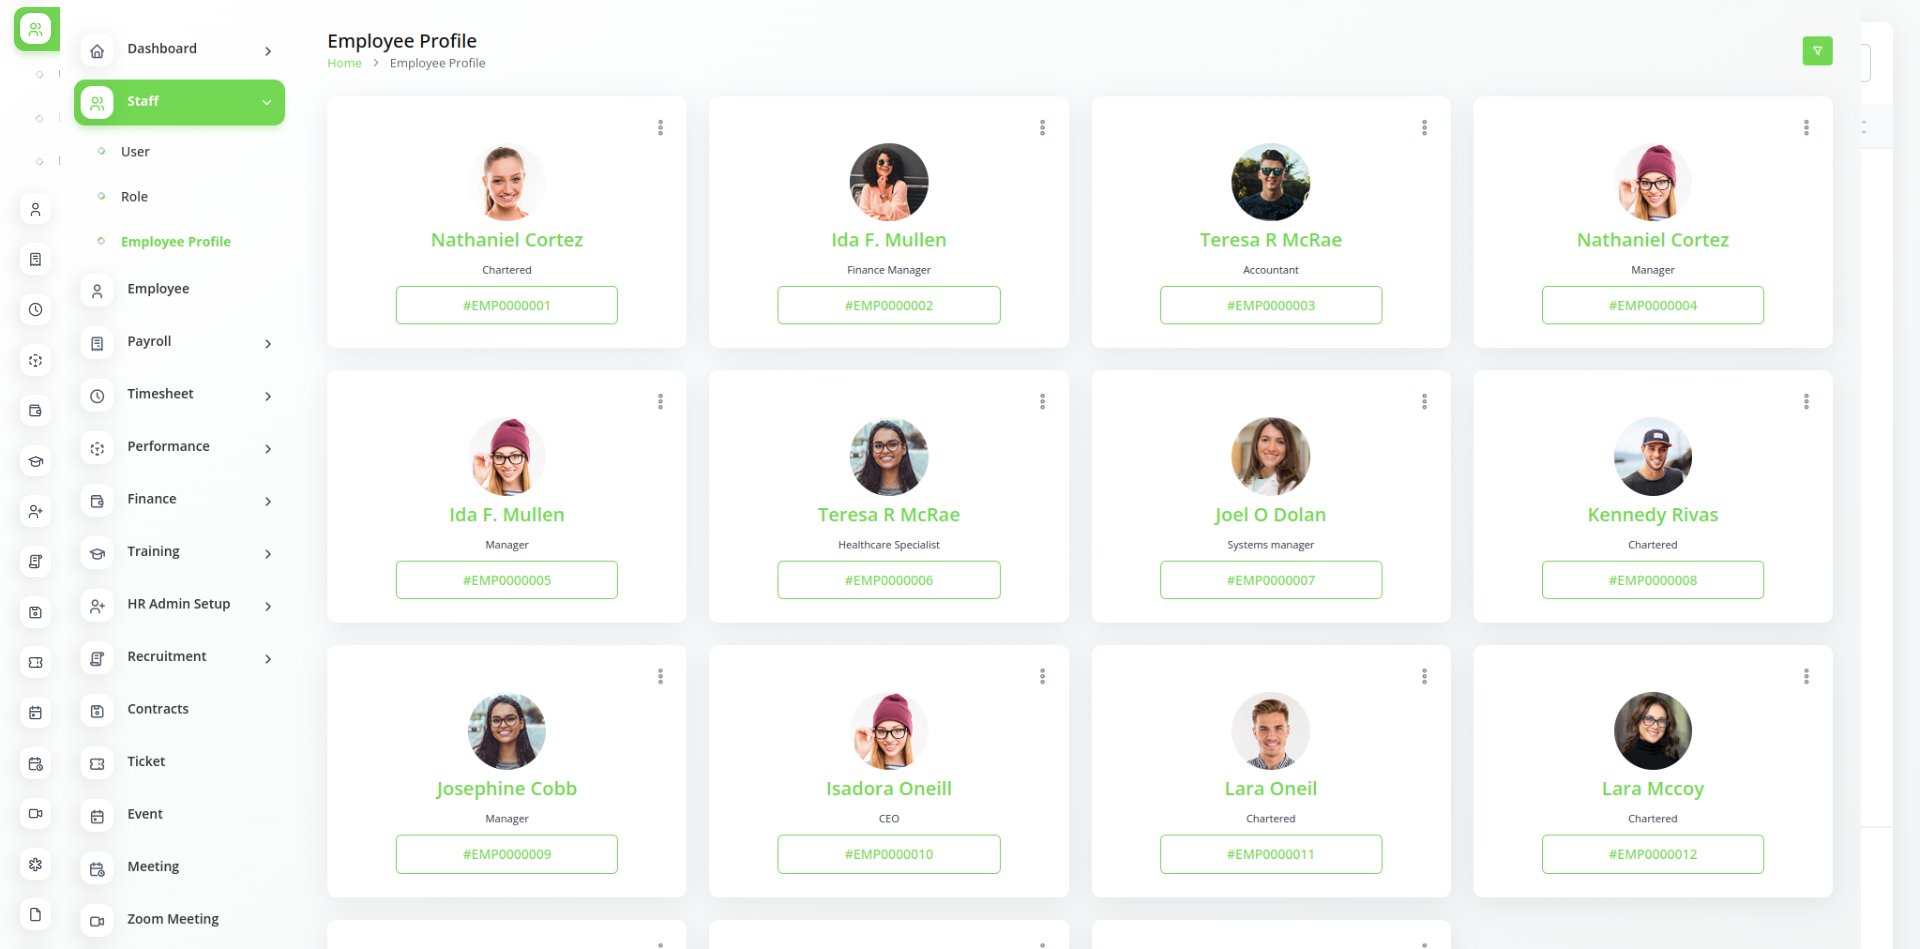 Dashboard
Staff
User
Role
Employee Profile
Employee
Payroll
Timesheet
Performance
Finance
Training
HR Admin Setup
Recruitment
Contracts
Ticket
Event
Meeting
Zoom Meeting
Employee Profile
Home > Employee Profile
Nathaniel Cortez
Chartered
#EMP0000001
Ida F. Mullen
Finance Manager
#EMP0000002
Teresa R McRae
Accountant
#EMP0000003
Nathaniel Cortez
Manager
#EMP0000004
Ida F. Mullen
Manager
#EMP0000005
Teresa R McRae
Healthcare Specialist
#EMP0000006
Joel O Dolan
Systems manager
#EMP0000007
Kennedy Rivas
Chartered
#EMP0000008
Josephine Cobb
Manager
#EMP0000009
Isadora Oneill
CEO
#EMP0000010
Lara Oneil
Chartered
#EMP0000011
Lara Mccoy
Chartered
#EMP0000012